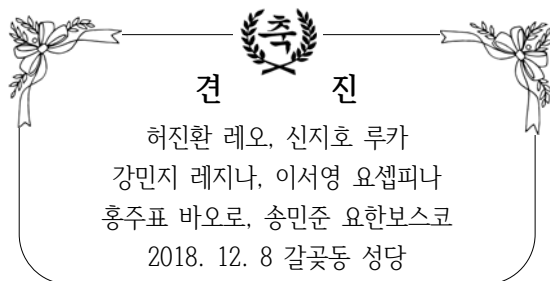 축
견 진
허진환 레오, 신지호 루카
강민지 레지나, 이서영 요셉피나
홍주표 바오로, 송민준 요한보스코
2018. 12. 8 갈곶동 성당